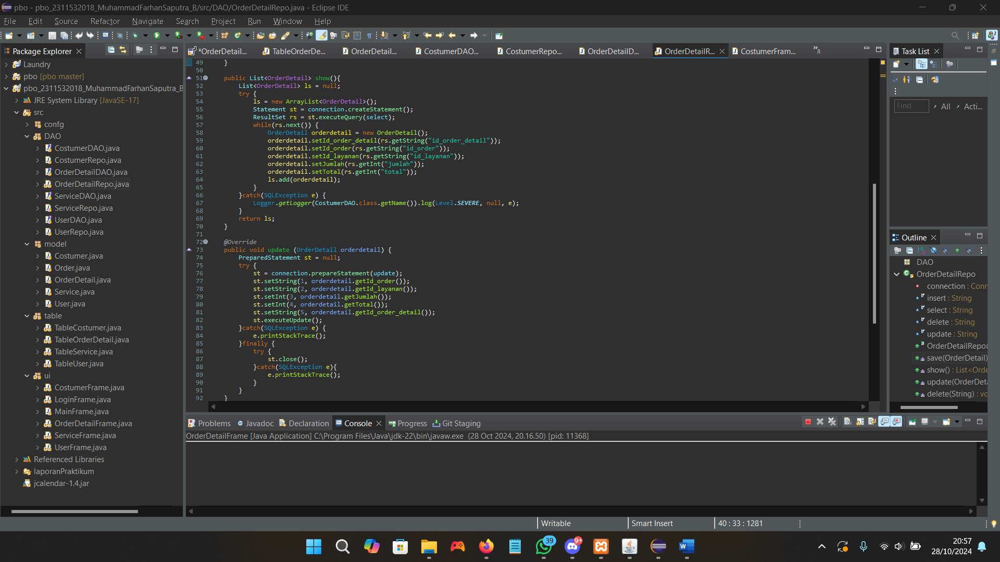 pbo - pbo_2311532018_MuhammadFarhanSaputra_B/src/DAO/OrderDetailRepo.java - Eclipse IDE
File Edit Source Refactor Navigate Search Project Run Window Help
Package Explorer
Laundry
pbo [pbo master]
pbo_2311532018_MuhammadFarhanSaputra_B
JRE System Library [JavaSE-17]
src
confg
DAO
CostumerDAO.java
CostumerRepo.java
OrderDetailDAO.java
OrderDetailRepo.java
ServiceDAO.java
ServiceRepo.java
UserDAO.java
UserRepo.java
model
Costumer.java
Order.java
OrderDetail.java
Service.java
User.java
table
TableCostumer.java
TableOrderDetail.java
TableService.java
TableUser.java
ui
CostumerFrame.java
LoginFrame.java
MainFrame.java
OrderDetailFrame.java
ServiceFrame.java
UserFrame.java
Referenced Libraries
laporanPraktikum
jcalendar-1.4.jar
*OrderDetail... TableOrderDe... OrderDetail... CostumerDAO... CostumerRepo... OrderDetailD... OrderDetailR... CostumerFram... »8
49 }
50
51 public List<OrderDetail> show(){
52 List<OrderDetail> ls = null;
53 try {
54 ls = new ArrayList<OrderDetail>();
55 Statement st = connection.createStatement();
56 ResultSet rs = st.executeQuery(select);
57 while(rs.next()) {
58 OrderDetail orderdetail = new OrderDetail();
59 orderdetail.setId_order_detail(rs.getString("id_order_detail"));
60 orderdetail.setId_order(rs.getString("id_order"));
61 orderdetail.setId_layanan(rs.getString("id_layanan"));
62 orderdetail.setJumlah(rs.getInt("jumlah"));
63 orderdetail.setTotal(rs.getInt("total"));
64 ls.add(orderdetail);
65 }
66 }catch(SQLException e) {
67 Logger.getLogger(CostumerDAO.class.getName()).log(Level.SEVERE, null, e);
68 }
69 return ls;
70 }
71
72 @Override
73 public void update (OrderDetail orderdetail) {
74 PreparedStatement st = null;
75 try {
76 st = connection.prepareStatement(update);
77 st.setString(1, orderdetail.getId_order());
78 st.setString(2, orderdetail.getId_layanan());
79 st.setInt(3, orderdetail.getJumlah());
80 st.setInt(4, orderdetail.getTotal());
81 st.setString(5, orderdetail.getId_order_detail());
82 st.executeUpdate();
83 }catch(SQLException e) {
84 e.printStackTrace();
85 }finally {
86 try {
87 st.close();
88 }catch(SQLException e){
89 e.printStackTrace();
90 }
91 }
92 }
Task List
Find All Acti...
Outline
DAO
OrderDetailRepo
connection : Conn
insert : String
select : String
delete : String
update : String
OrderDetailRepo(
save(OrderDetail)
show() : List<Orde
update(OrderDeta
delete(String) : vo
Problems Javadoc Declaration Console Progress Git Staging
OrderDetailFrame [Java Application] C:\Program Files\Java\jdk-22\bin\javaw.exe (28 Oct 2024, 20.16.50) [pid: 11368]
Writable Smart Insert 40 : 33 : 1281
39
9+
20:57
28/10/2024